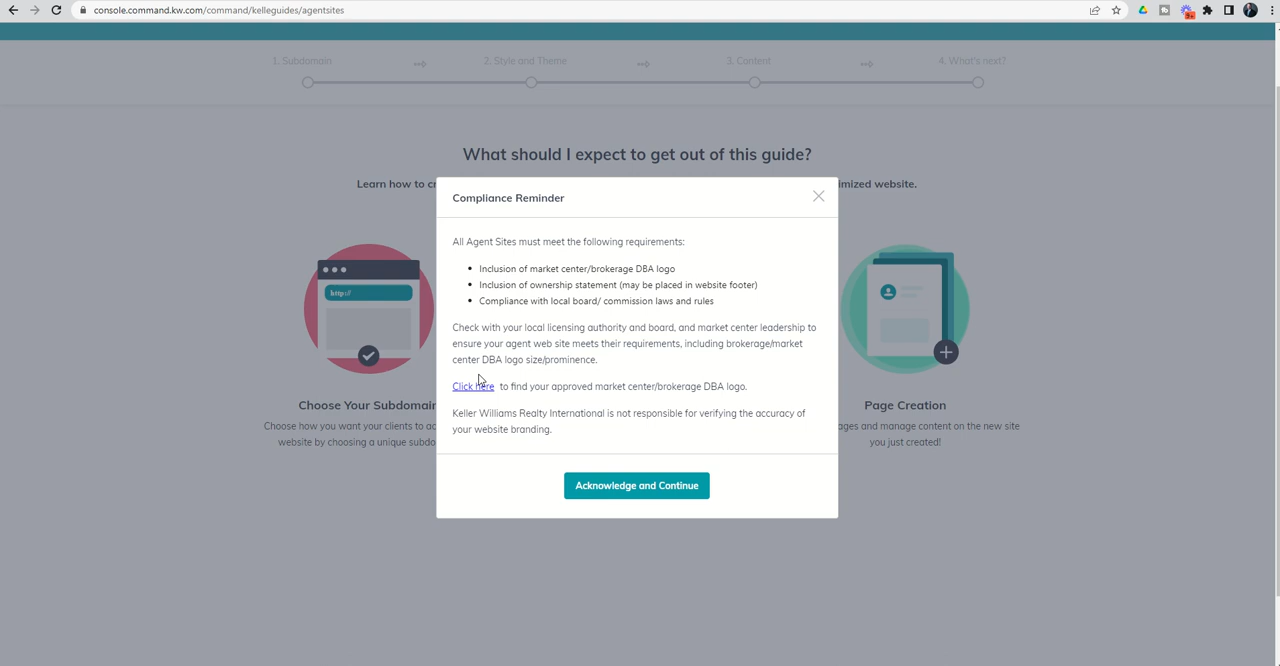 console.command.kw.com/command/kelleguides/agentsites
9+
1. Subdomain
2. Style and Theme
3. Content
4. What's next?
What should I expect to get out of this guide?
Learn how to cr
imized website.
Compliance Reminder
All Agent Sites must meet the following requirements:
• Inclusion of market center/brokerage DBA logo
• Inclusion of ownership statement (may be placed in website footer)
• Compliance with local board/ commission laws and rules
Check with your local licensing authority and board, and market center leadership to
ensure your agent web site meets their requirements, including brokerage/market
center DBA logo size/prominence.
Click here to find your approved market center/brokerage DBA logo.
Keller Williams Realty International is not responsible for verifying the accuracy of
your website branding.
Acknowledge and Continue
http://
Choose Your Subdomain
Choose how you want your clients to ac
website by choosing a unique subdo
Page Creation
ages and manage content on the new site
you just created!